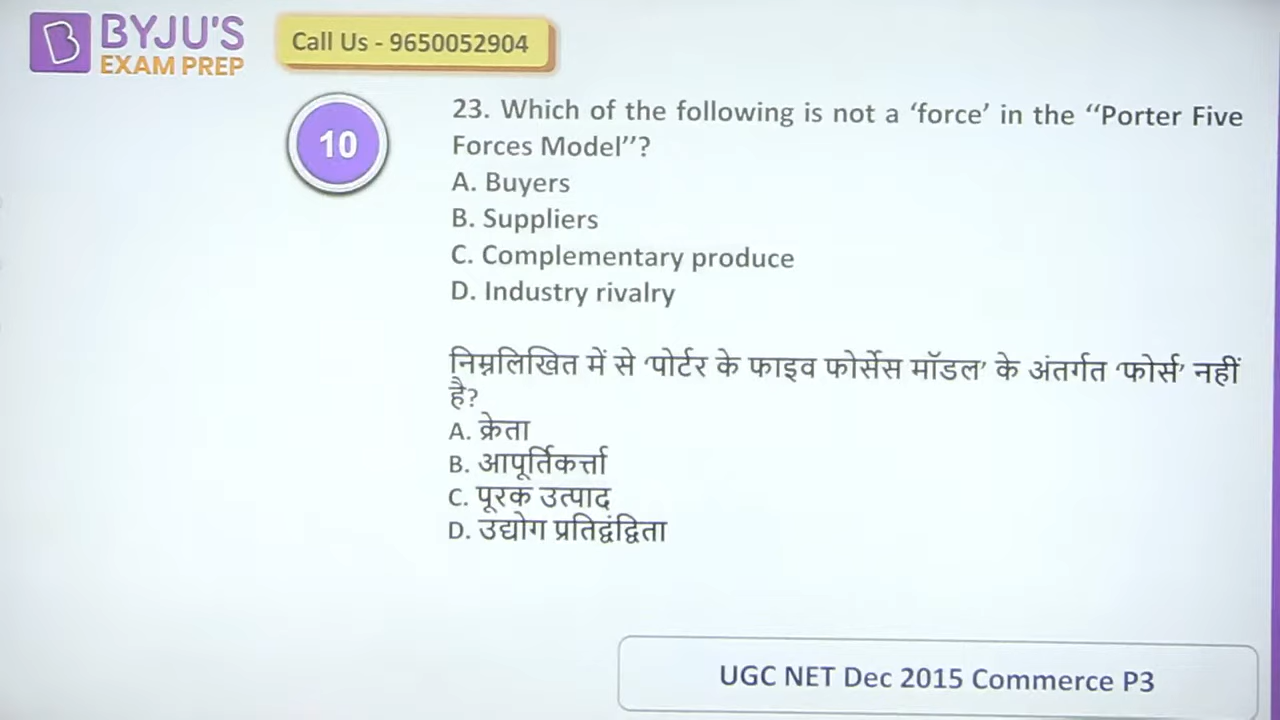 BYJU'S
EXAM PREP
Call Us - 9650052904
10
23. Which of the following is not a ‘force’ in the ‘‘Porter Five
Forces Model’’?
A. Buyers
B. Suppliers
C. Complementary produce
D. Industry rivalry
निम्नलिखित में से ‘पोर्टर के फाइव फोर्सेस मॉडल’ के अंतर्गत ‘फोर्स’ नहीं
है?
A. क्रेता
B. आपूर्तिकर्त्ता
C. पूरक उत्पाद
D. उद्योग प्रतिद्वंद्विता
UGC NET Dec 2015 Commerce P3